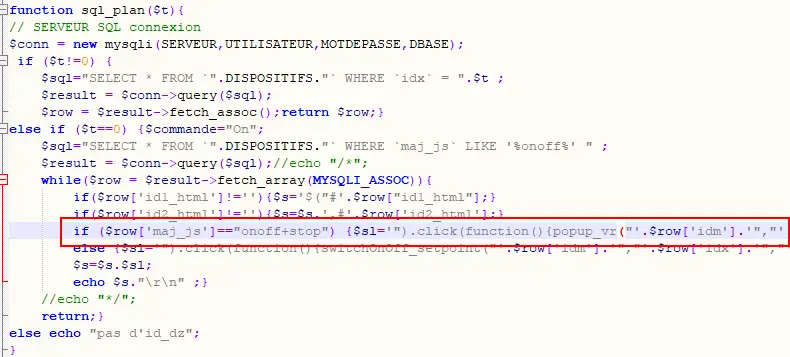 function sql_plan($t){
// SERVEUR SQL connexion
$conn = new mysqli(SERVEUR,UTILISATEUR,MOTDEPASSE,DBASE);
if ($t!=0) {
$sql="SELECT * FROM `".DISPOSITIFS."` WHERE `idx` = ".$t ;
$result = $conn->query($sql);
$row = $result->fetch_assoc();return $row;}
else if ($t==0) {$commande="On";
$sql="SELECT * FROM `".DISPOSITIFS."` WHERE `maj_js` LIKE '%onoff%' " ;
$result = $conn->query($sql);//echo "/*";
while($row = $result->fetch_array(MYSQLI_ASSOC)){
if($row['id1_html']!=''){$s='$("#'.$row["id1_html"];}
if($row['id2_html']!=''){$s=$s.',#'.$row['id2_html'];}
if ($row['maj_js']=="onoff+stop") {$sl='").click(function(){popup_vr("'.$row['idm'].'","'
else {$sl='").click(function(){switchOnOff_setpoint("'.$row['idm'].'","'.$row['idx'].'","
$s=$s.$sl;
echo $s."\r\n" ;}
//echo "*/";
return;}
else echo "pas d'id_dz";
}